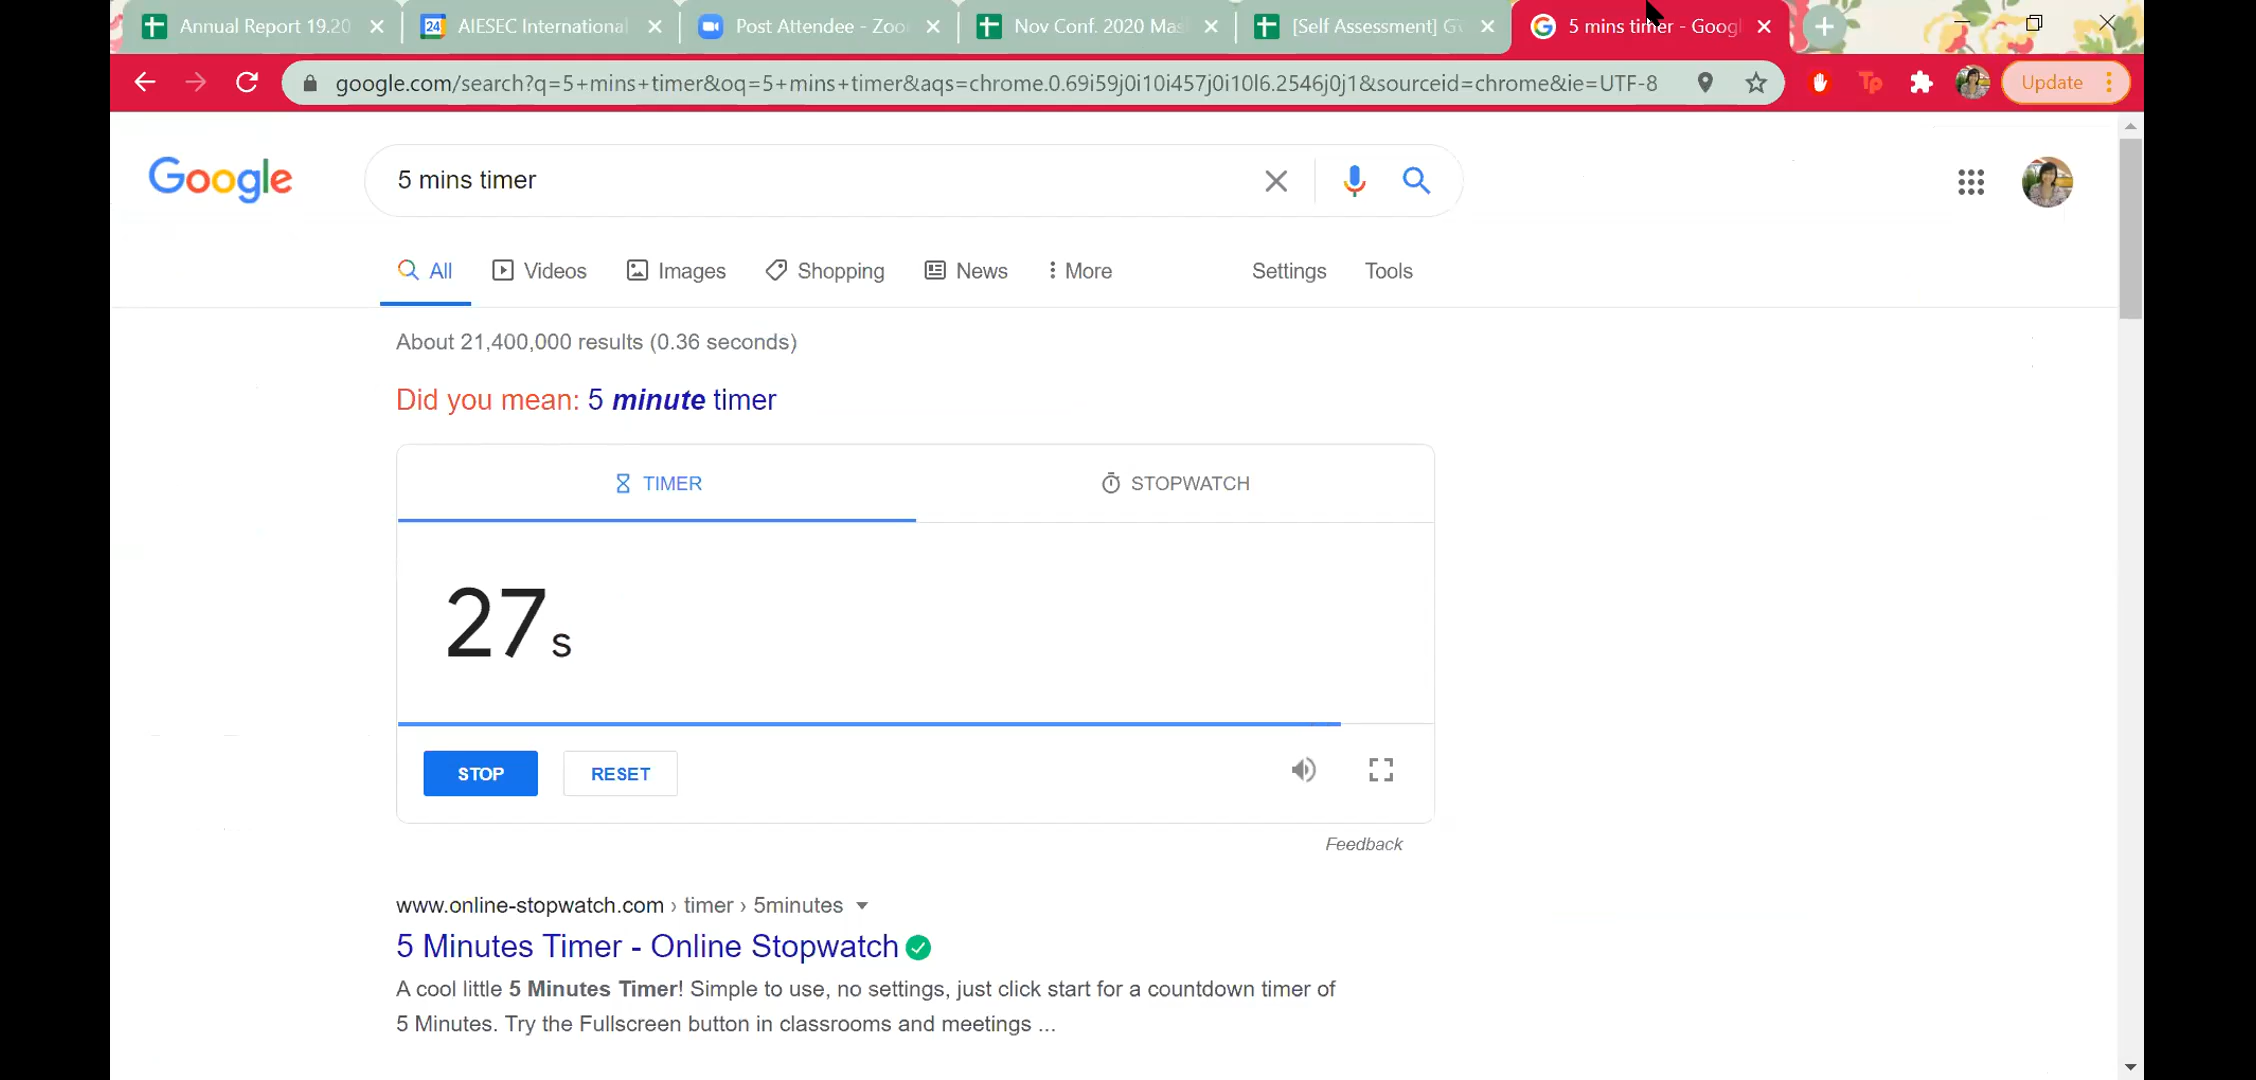 Annual Report 19.20
24
AIESEC International
Post Attendee - Zoo
Nov Conf. 2020 Mas
[Self Assessment]
5 mins timer - Goog
google.com/search?q=5+mins+timer&oq=5+mins+timer&aqs=chrome.0.69i59j0i10i457j0i10l6.2546j0j1&sourceid=chrome&ie=UTF-8
Tp
Update
Google
5 mins timer
All
Videos
Images
Shopping
News
More
Settings
Tools
About 21,400,000 results (0.36 seconds)
Did you mean: 5 minute timer
TIMER
STOPWATCH
27s
STOP
RESET
Feedback
www.online-stopwatch.com › timer › 5minutes
5 Minutes Timer - Online Stopwatch
A cool little 5 Minutes Timer! Simple to use, no settings, just click start for a countdown timer of
5 Minutes. Try the Fullscreen button in classrooms and meetings ...